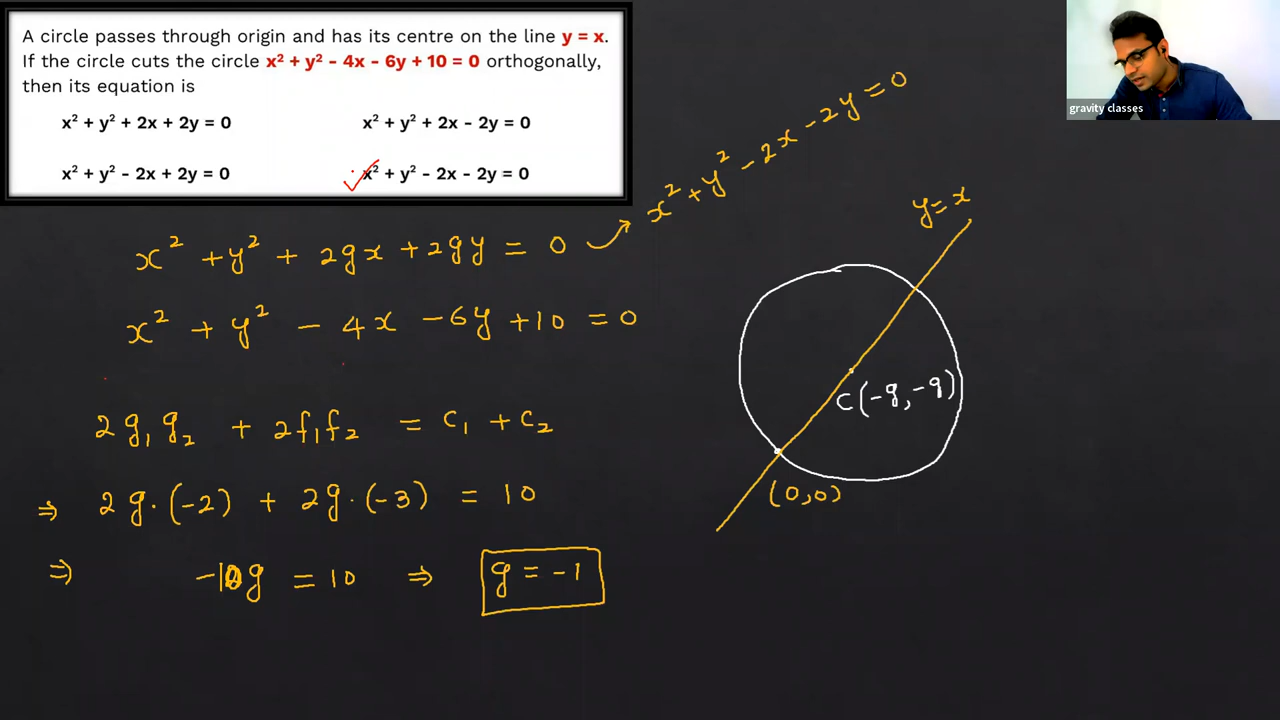 A circle passes through origin and has its centre on the line y = x.
If the circle cuts the circle x² + y² - 4x - 6y + 10 = 0 orthogonally,
then its equation is
x² + y² + 2x + 2y = 0
x² + y² + 2x - 2y = 0
x² + y² - 2x + 2y = 0
x² + y² - 2x - 2y = 0
gravity classes
x² + y² - 2x - 2y = 0
x² + y² + 2gx + 2gy = 0
x² + y² - 4x - 6y + 10 = 0
2g₁g₂ + 2f₁f₂ = c₁ + c₂
⇒ 2g·(-2) + 2g·(-3) = 10
⇒ -10g = 10 ⇒ g = -1
y = x
C(-g, -g)
(0,0)